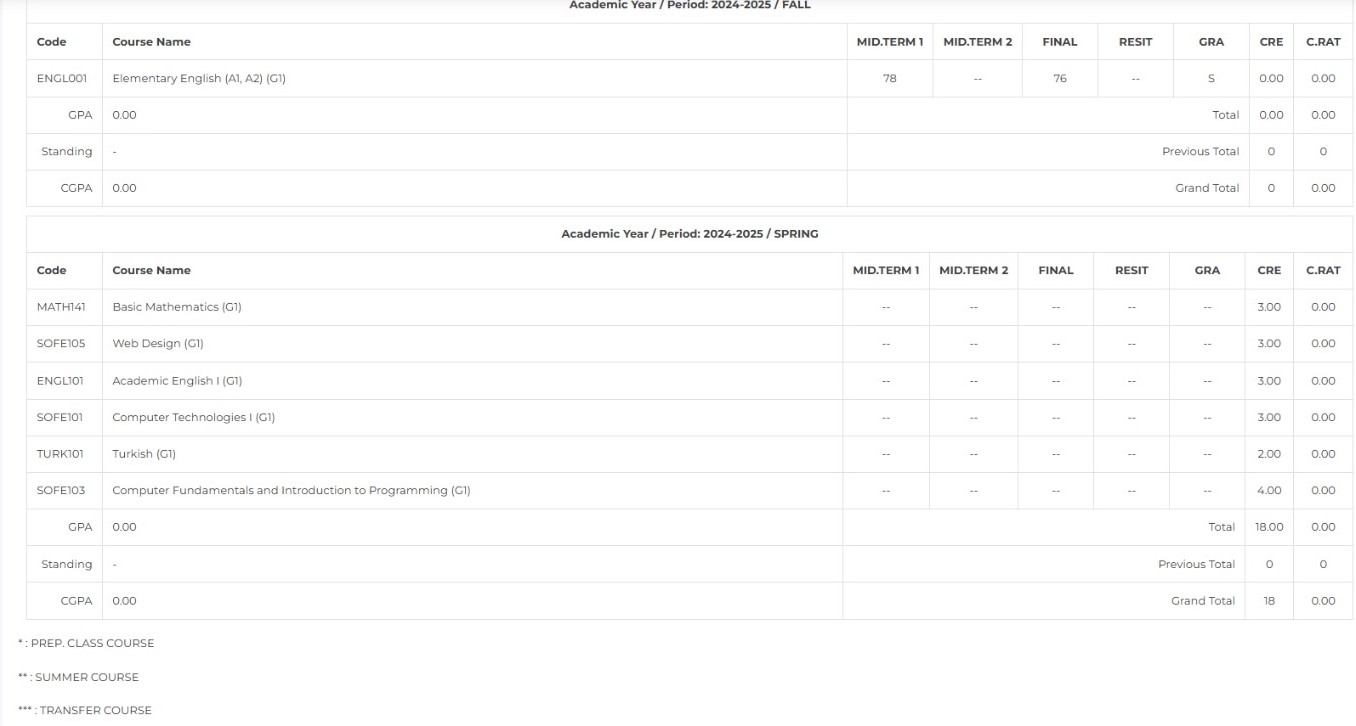 Academic Year / Period: 2024-2025 / FALL
Code Course Name MID.TERM 1 MID.TERM 2 FINAL RESIT GRA CRE C.RAT
ENGL001 Elementary English (A1, A2) (G1) 78 -- 76 -- S 0.00 0.00
GPA 0.00 Total 0.00 0.00
Standing - Previous Total 0 0
CGPA 0.00 Grand Total 0 0.00
Academic Year / Period: 2024-2025 / SPRING
Code Course Name MID.TERM 1 MID.TERM 2 FINAL RESIT GRA CRE C.RAT
MATH141 Basic Mathematics (G1) -- -- -- -- -- 3.00 0.00
SOFE105 Web Design (G1) -- -- -- -- -- 3.00 0.00
ENGL101 Academic English I (G1) -- -- -- -- -- 3.00 0.00
SOFE101 Computer Technologies I (G1) -- -- -- -- -- 3.00 0.00
TURK101 Turkish (G1) -- -- -- -- -- 2.00 0.00
SOFE103 Computer Fundamentals and Introduction to Programming (G1) -- -- -- -- -- 4.00 0.00
GPA 0.00 Total 18.00 0.00
Standing - Previous Total 0 0
CGPA 0.00 Grand Total 18 0.00
* : PREP. CLASS COURSE
** : SUMMER COURSE
*** : TRANSFER COURSE